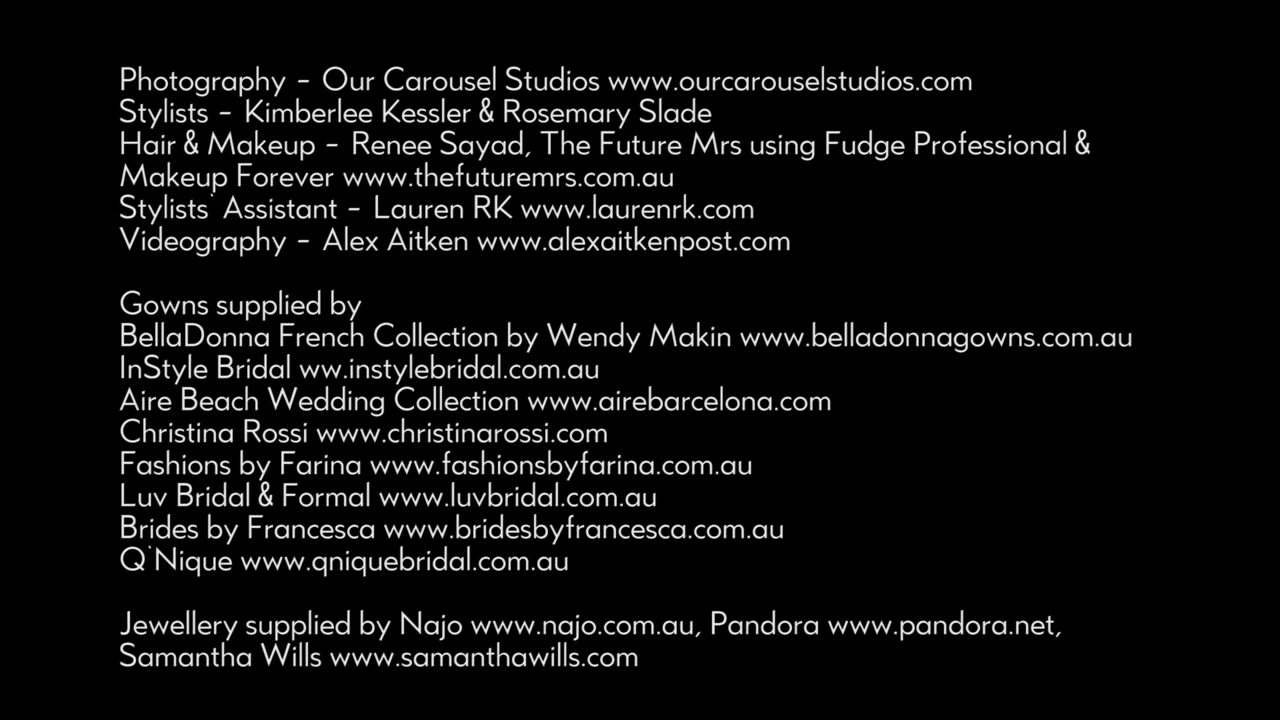 Photography - Our Carousel Studios www.ourcarouselstudios.com
Stylists - Kimberlee Kessler & Rosemary Slade
Hair & Makeup - Renee Sayad, The Future Mrs using Fudge Professional &
Makeup Forever www.thefuturemrs.com.au
Stylists` Assistant - Lauren RK www.laurenrk.com
Videography - Alex Aitken www.alexaitkenpost.com
Gowns supplied by
BellaDonna French Collection by Wendy Makin www.belladonnagowns.com.au
InStyle Bridal ww.instylebridal.com.au
Aire Beach Wedding Collection www.airebarcelona.com
Christina Rossi www.christinarossi.com
Fashions by Farina www.fashionsbyfarina.com.au
Luv Bridal & Formal www.luvbridal.com.au
Brides by Francesca www.bridesbyfrancesca.com.au
Q`Nique www.qniquebridal.com.au
Jewellery supplied by Najo www.najo.com.au, Pandora www.pandora.net,
Samantha Wills www.samanthawills.com